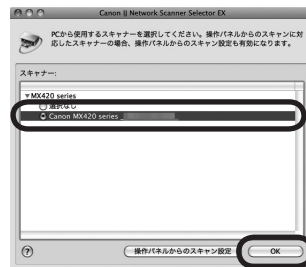 Canon IJ Network Scanner Selector EX
PCから使用するスキャナーを選択してください。操作パネルからのスキャンに対
応したスキャナーの場合、操作パネルからのスキャン設定も有効になります。
スキャナー:
▼MX420 series
選択なし
Canon MX420 series_
?
操作パネルからのスキャン設定
OK